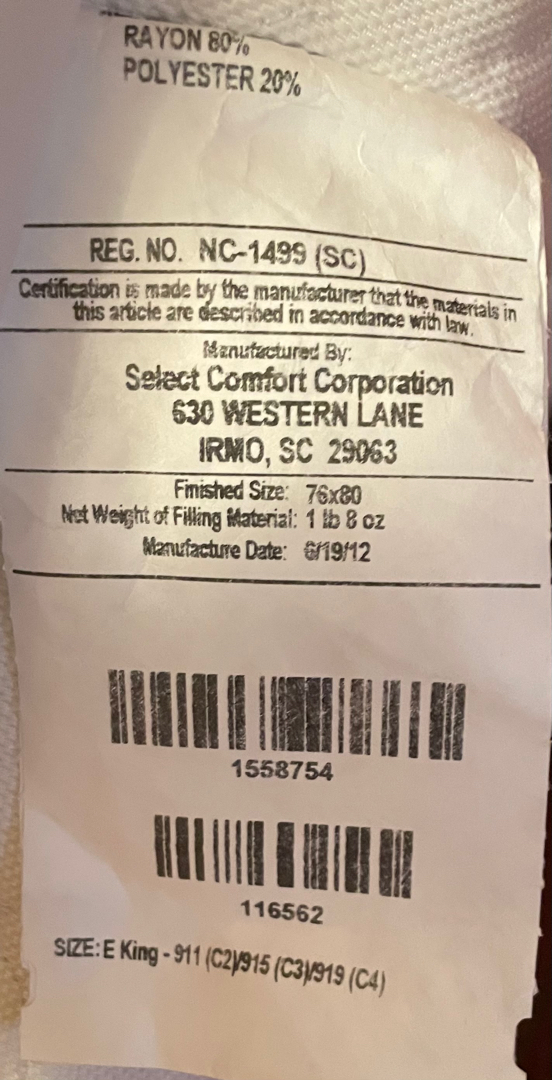 RAYON 80%
POLYESTER 20%
REG. NO. NC-1499 (SC)
Certification is made by the manufacturer that the materials in
this article are described in accordance with law.
Manufactured By:
Select Comfort Corporation
630 WESTERN LANE
IRMO, SC 29063
Finished Size: 76x80
Net Weight of Filling Material: 1 lb 8 oz
Manufacture Date: 6/19/12
1558754
116562
SIZE: E King - 911 (C2)/915 (C3)/919 (C4)